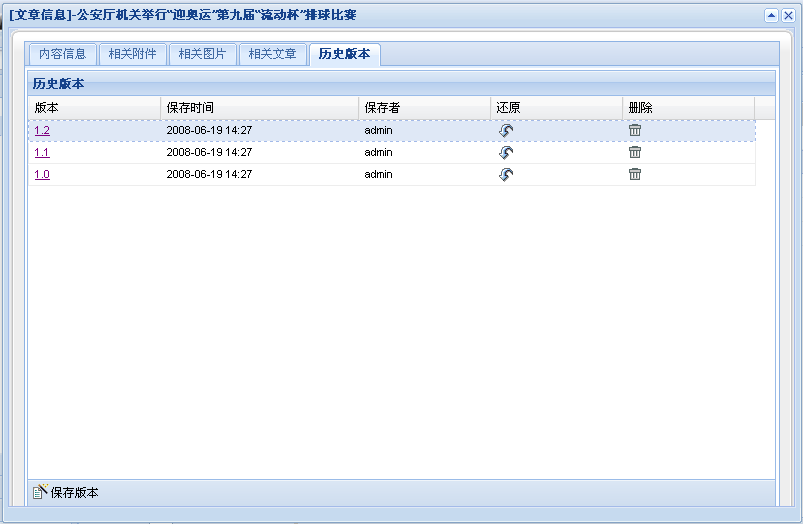 [文章信息]-公安厅机关举行“迎奥运”第九届“流动杯”排球比赛
内容信息 相关附件 相关图片 相关文章 历史版本
历史版本
版本 保存时间 保存者 还原 删除
1.2 2008-06-19 14:27 admin
1.1 2008-06-19 14:27 admin
1.0 2008-06-19 14:27 admin
保存版本